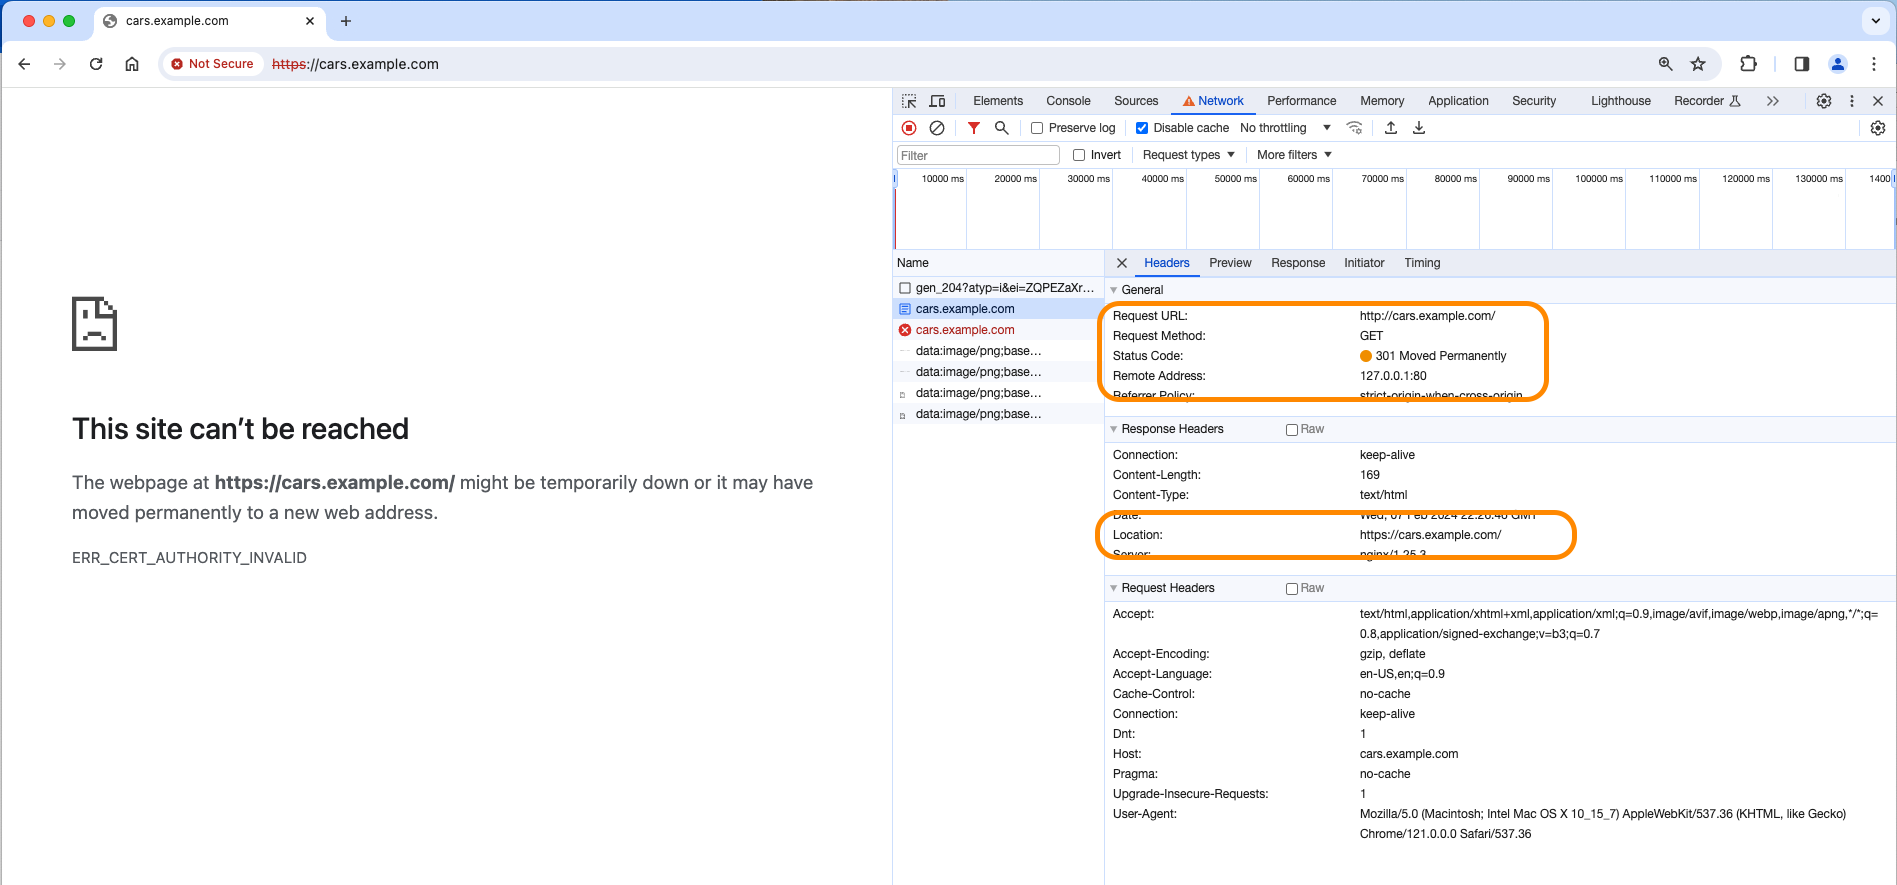 cars.example.com
Not Secure https://cars.example.com
Elements Console Sources Network Performance Memory Application Security Lighthouse Recorder
Preserve log Disable cache No throttling
Filter Invert Request types More filters
10000 ms 20000 ms 30000 ms 40000 ms 50000 ms 60000 ms 70000 ms 80000 ms 90000 ms 100000 ms 110000 ms 120000 ms 130000 ms 1400
Name
gen_204?atyp=i&ei=ZQPEZaXr...
cars.example.com
cars.example.com
data:image/png;base...
data:image/png;base...
data:image/png;base...
data:image/png;base...
Headers Preview Response Initiator Timing
General
Request URL: http://cars.example.com/
Request Method: GET
Status Code: 301 Moved Permanently
Remote Address: 127.0.0.1:80
Referrer Policy: strict-origin-when-cross-origin
Response Headers Raw
Connection: keep-alive
Content-Length: 169
Content-Type: text/html
Date: Wed, 07 Feb 2024 22:26:46 GMT
Location: https://cars.example.com/
Server: nginx/1.25.3
Request Headers Raw
Accept: text/html,application/xhtml+xml,application/xml;q=0.9,image/avif,image/webp,image/apng,*/*;q=
0.8,application/signed-exchange;v=b3;q=0.7
Accept-Encoding: gzip, deflate
Accept-Language: en-US,en;q=0.9
Cache-Control: no-cache
Connection: keep-alive
Dnt: 1
Host: cars.example.com
Pragma: no-cache
Upgrade-Insecure-Requests: 1
User-Agent: Mozilla/5.0 (Macintosh; Intel Mac OS X 10_15_7) AppleWebKit/537.36 (KHTML, like Gecko)
Chrome/121.0.0.0 Safari/537.36
This site can’t be reached
The webpage at https://cars.example.com/ might be temporarily down or it may have
moved permanently to a new web address.
ERR_CERT_AUTHORITY_INVALID